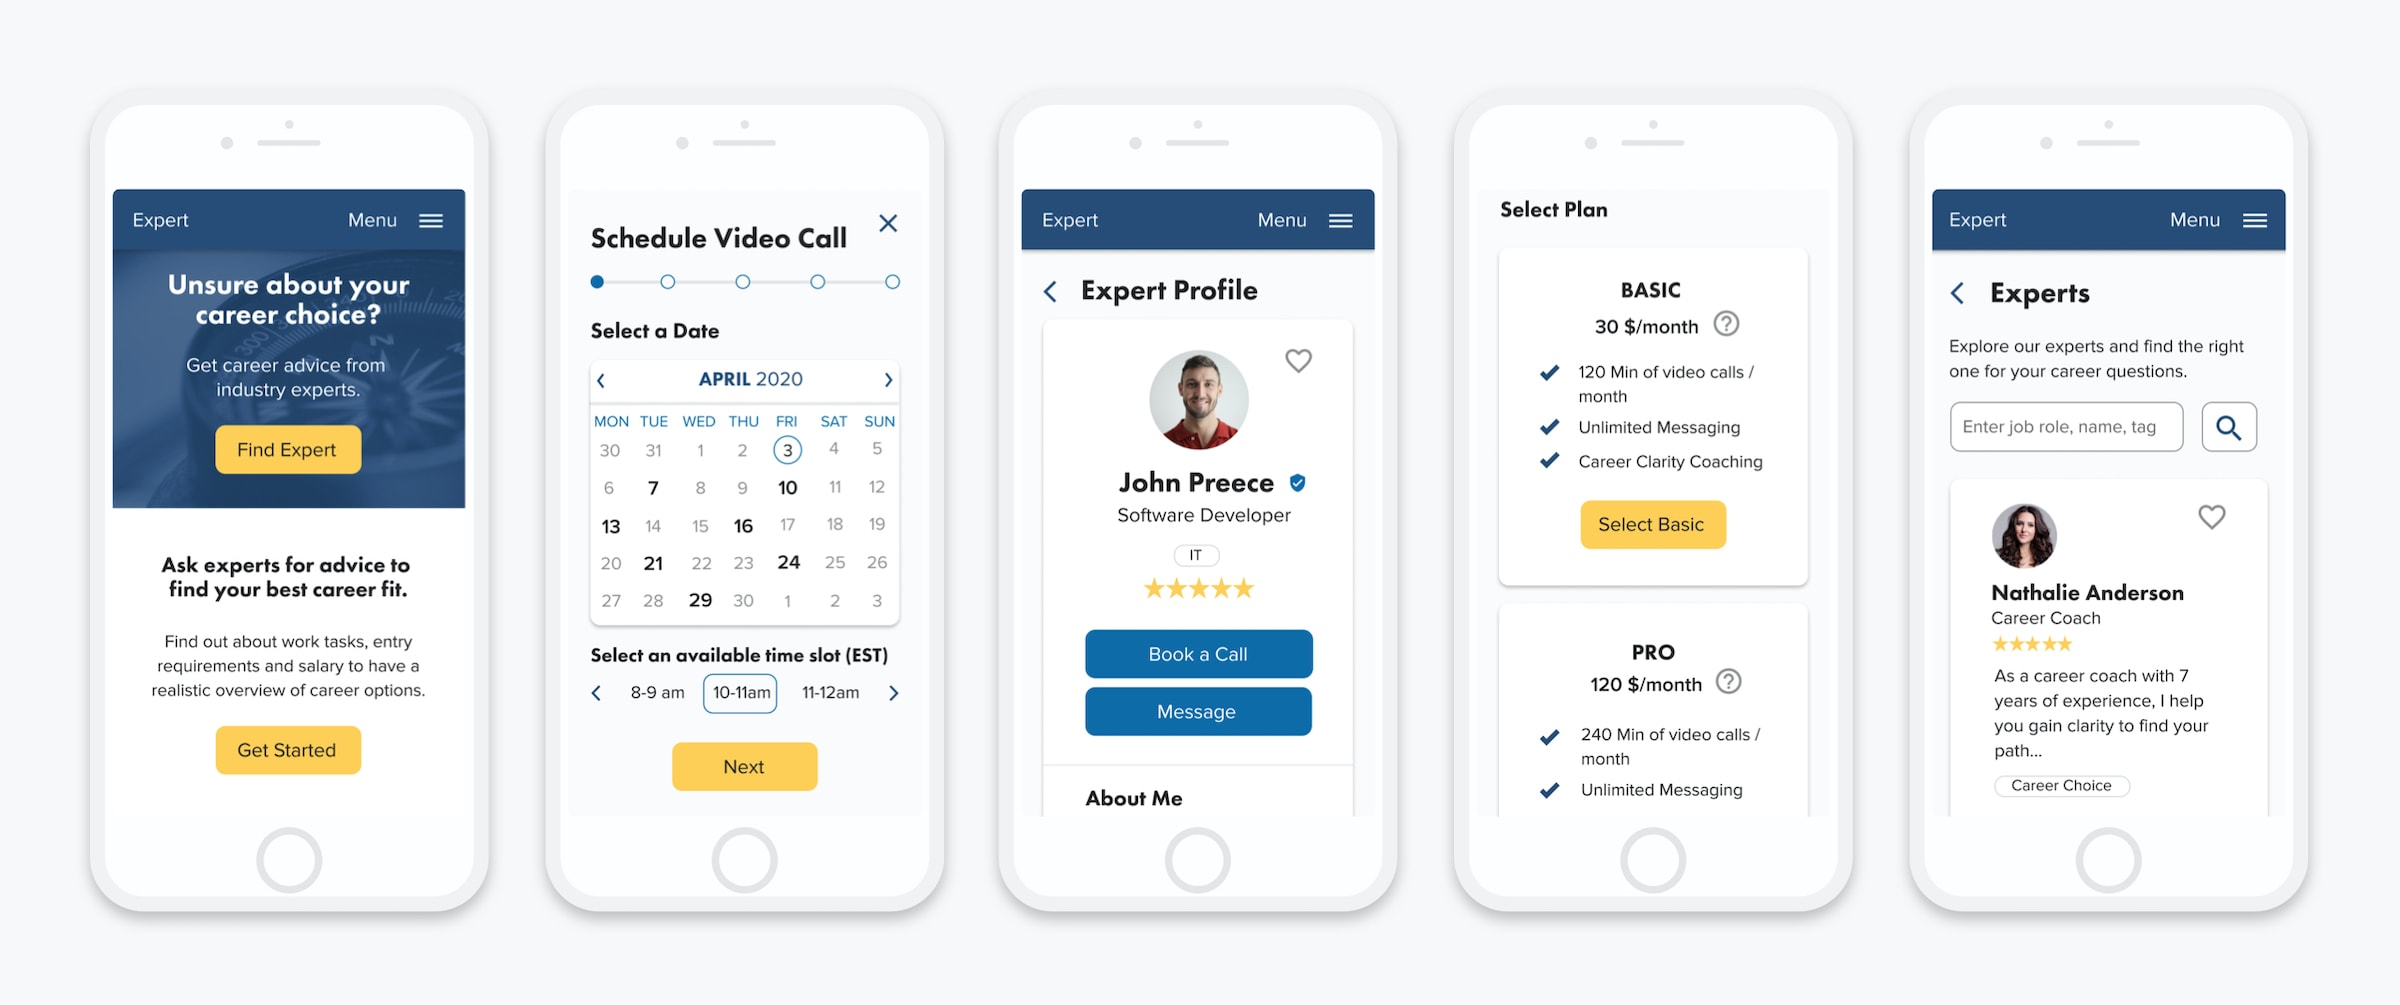 Expert Menu
Unsure about your
career choice?
Get career advice from
industry experts.
Find Expert
Ask experts for advice to
find your best career fit.
Find out about work tasks, entry
requirements and salary to have a
realistic overview of career options.
Get Started
Schedule Video Call
Select a Date
APRIL 2020
MON TUE WED THU FRI SAT SUN
30 31 1 2 3 4 5
6 7 8 9 10 11 12
13 14 15 16 17 18 19
20 21 22 23 24 25 26
27 28 29 30 1 2 3
Select an available time slot (EST)
8-9 am 10-11am 11-12am
Next
Expert Menu
Expert Profile
John Preece
Software Developer
IT
Book a Call
Message
About Me
Select Plan
BASIC
30 $/month ?
120 Min of video calls /
month
Unlimited Messaging
Career Clarity Coaching
Select Basic
PRO
120 $/month ?
240 Min of video calls /
month
Unlimited Messaging
Expert Menu
Experts
Explore our experts and find the right
one for your career questions.
Enter job role, name, tag
Nathalie Anderson
Career Coach
As a career coach with 7
years of experience, I help
you gain clarity to find your
path...
Career Choice